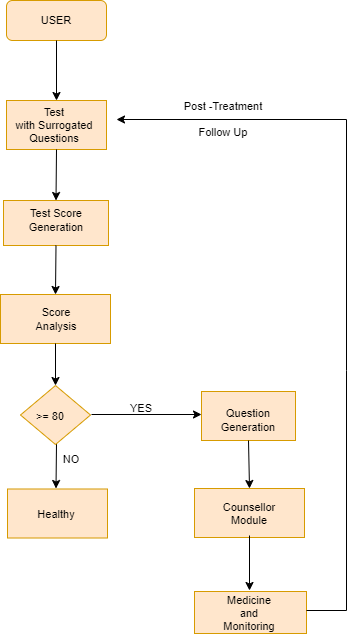 USER
Test
with Surrogated
Questions
Post -Treatment
Follow Up
Test Score
Generation
Score
Analysis
>= 80
YES
Question
Generation
NO
Healthy
Counsellor
Module
Medicine
and
Monitoring